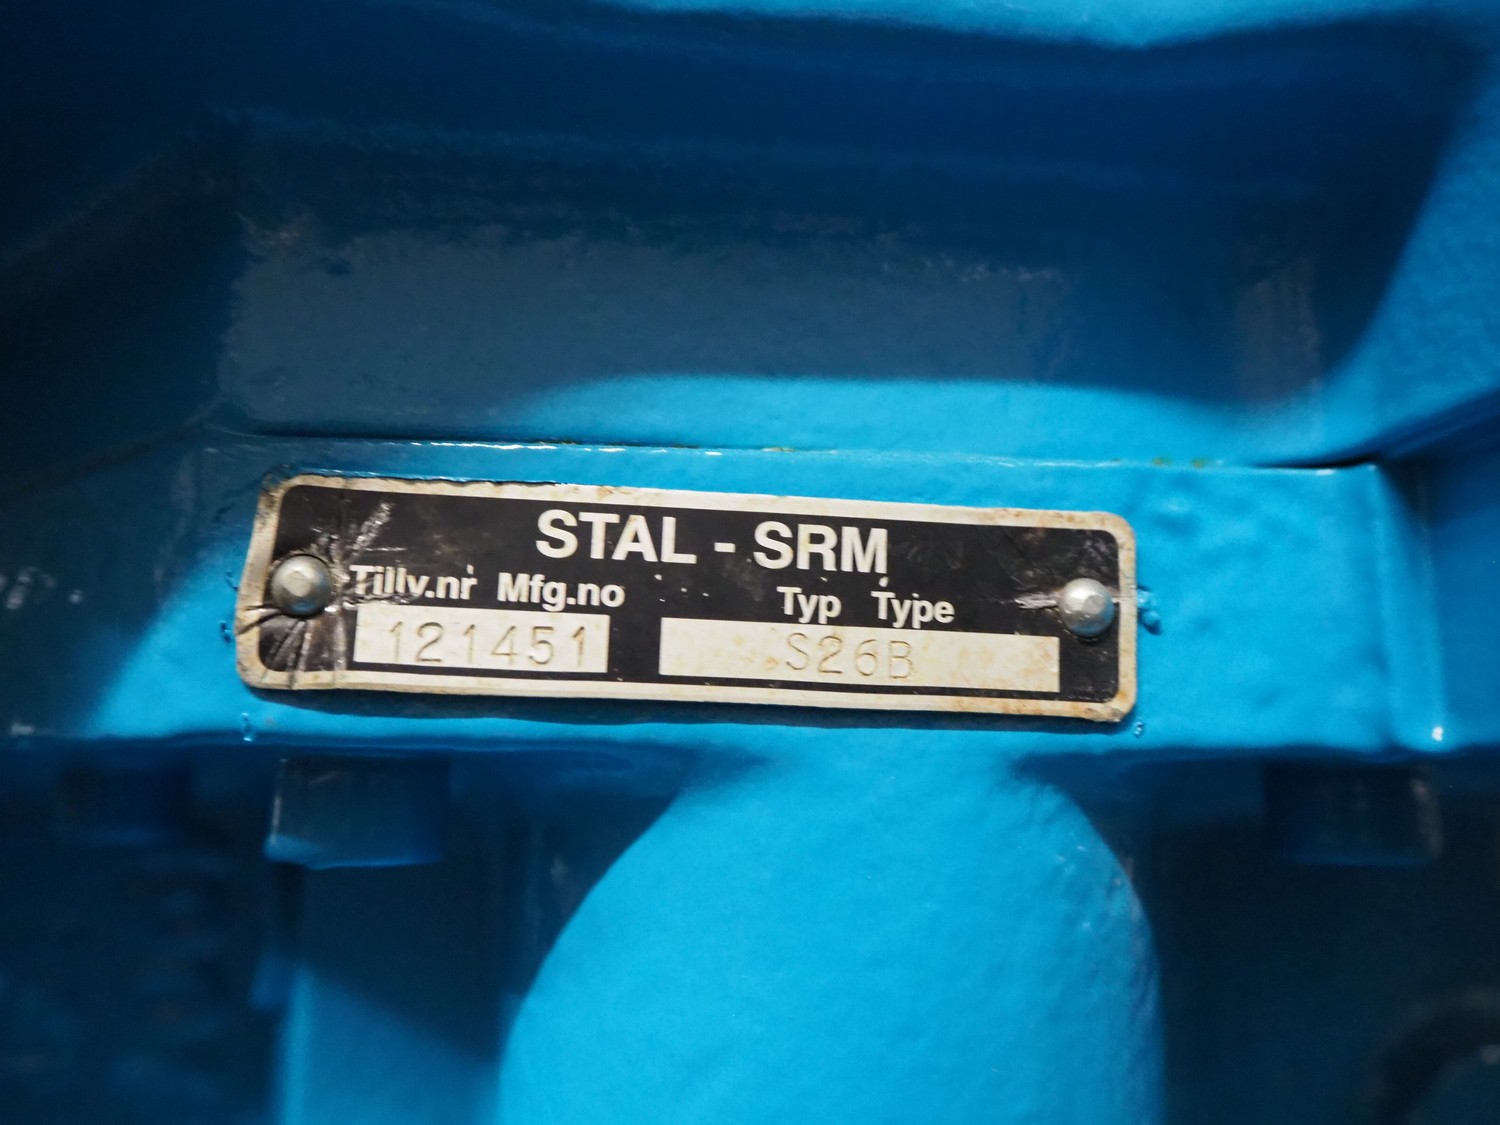 STAL - SRM
Tillv.nr Mfg.no Typ Type
121451 S26B